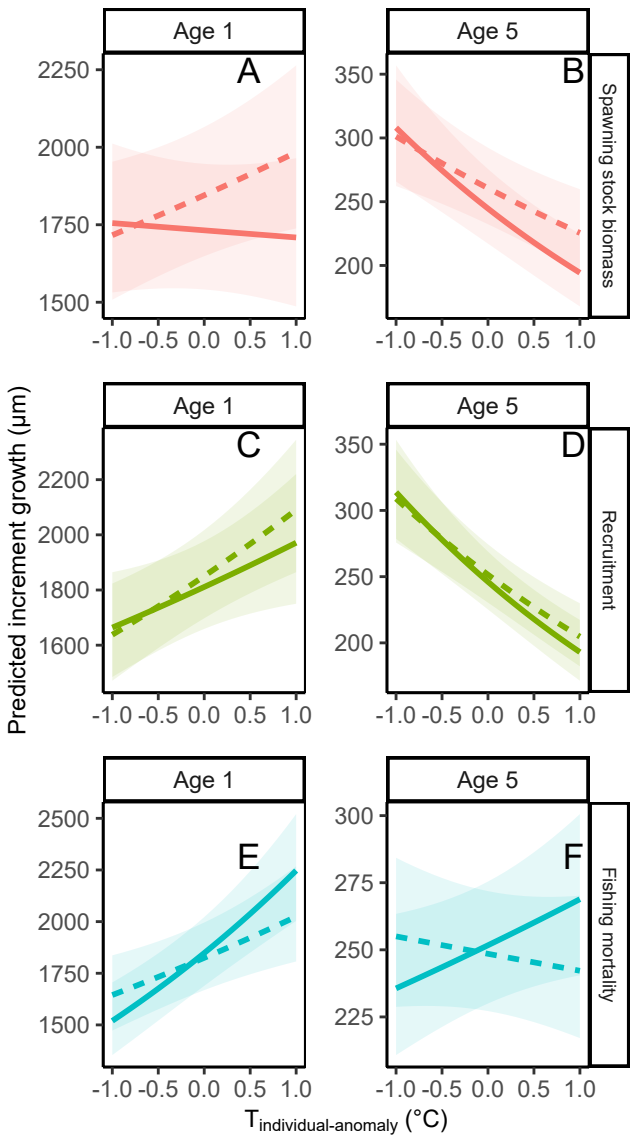 Age 1
Age 5
A
B
2250
2000
1750
1500
350
300
250
200
Spawning stock biomass
-1.0 -0.5 0.0 0.5 1.0
-1.0 -0.5 0.0 0.5 1.0
Predicted increment growth (μm)
Age 1
Age 5
C
D
2200
2000
1800
1600
350
300
250
200
Recruitment
-1.0 -0.5 0.0 0.5 1.0
-1.0 -0.5 0.0 0.5 1.0
Age 1
Age 5
E
F
2500
2250
2000
1750
1500
300
275
250
225
Fishing mortality
-1.0 -0.5 0.0 0.5 1.0
-1.0 -0.5 0.0 0.5 1.0
Tindividual-anomaly (°C)